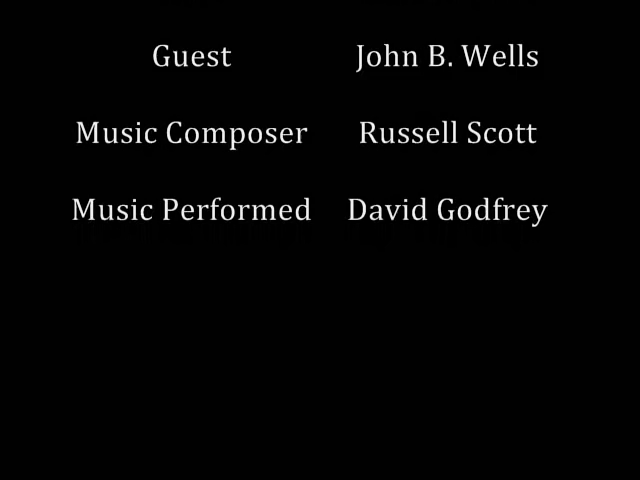 Guest John B. Wells
Music Composer Russell Scott
Music Performed David Godfrey